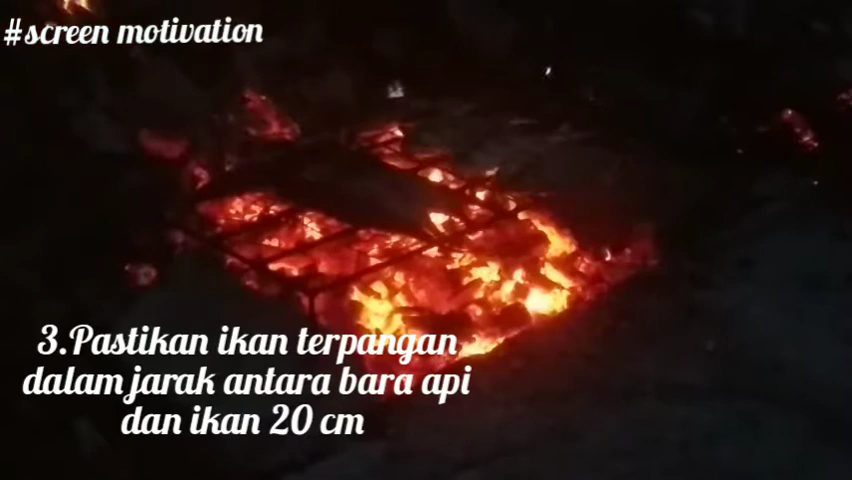 #screen motivation
3.Pastikan ikan terpangan
dalam jarak antara bara api
dan ikan 20 cm